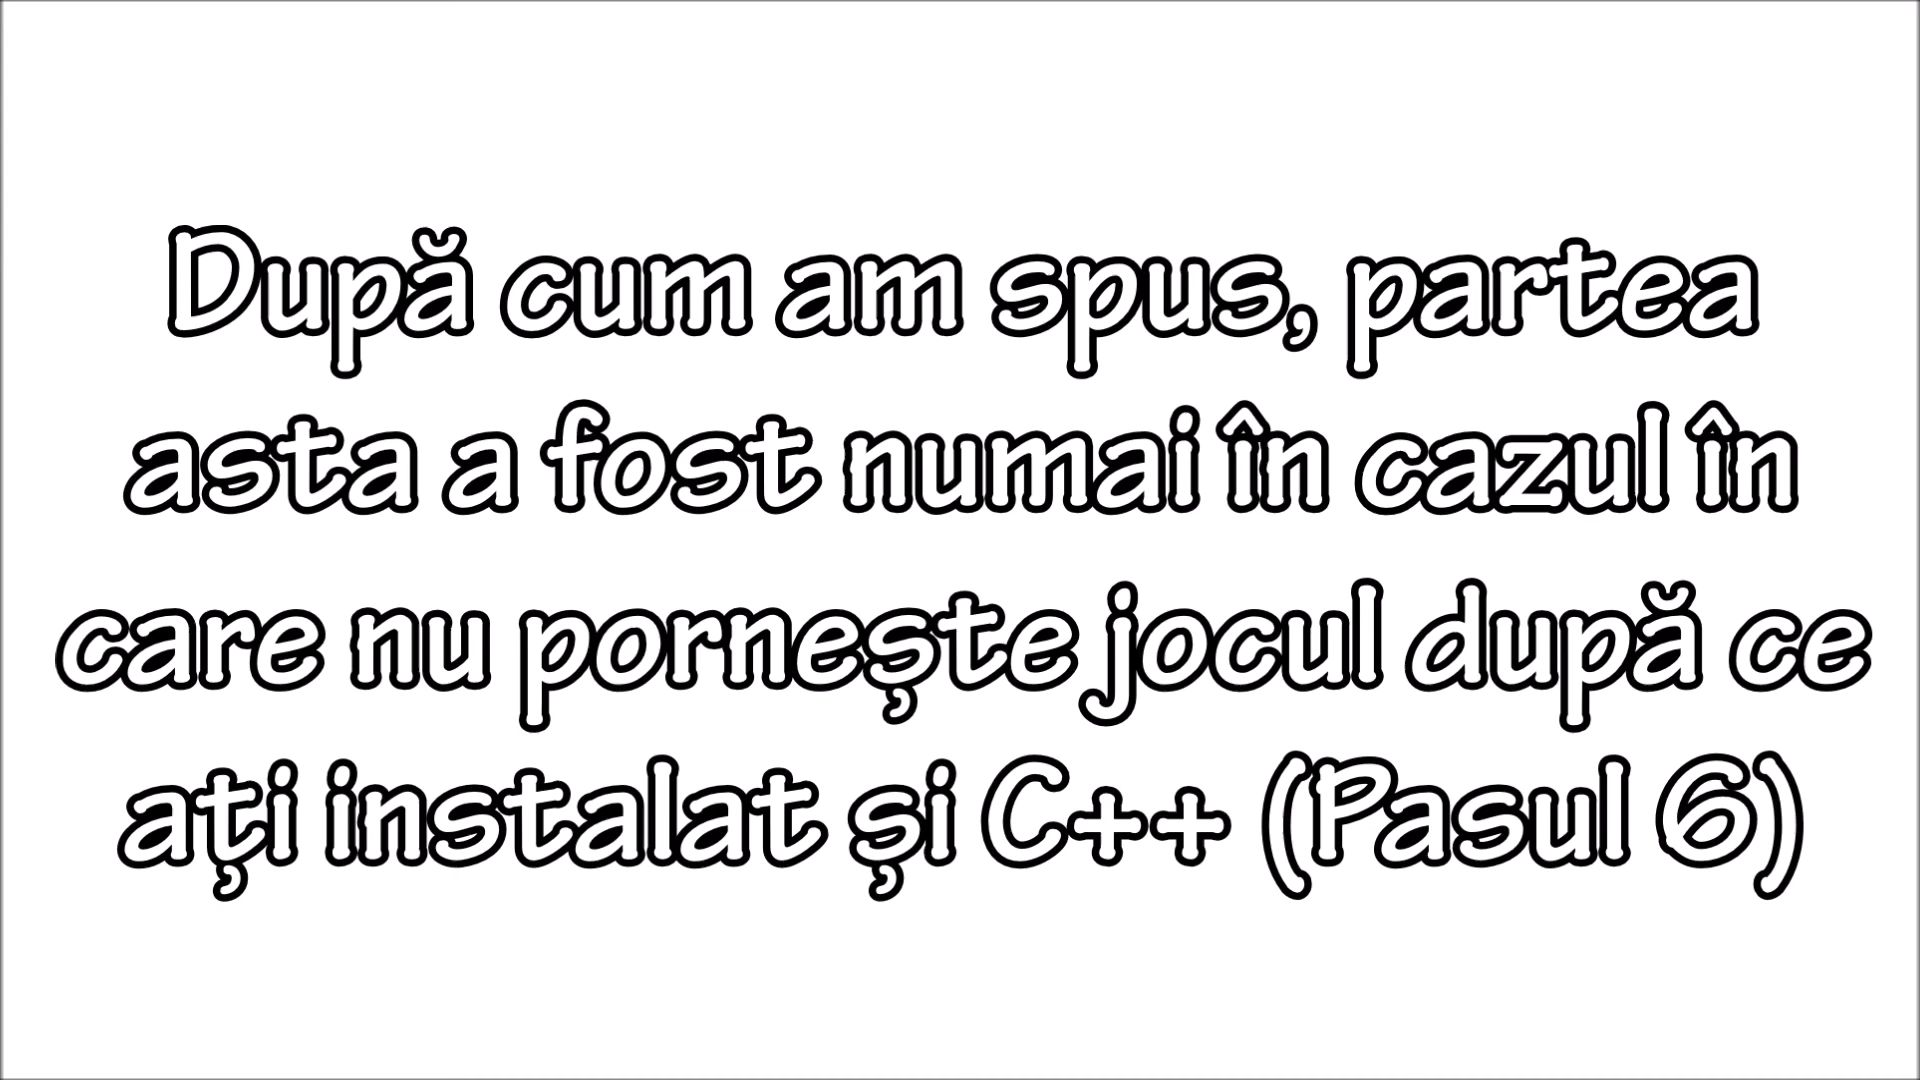 După cum am spus, partea
asta a fost numai în cazul în
care nu pornește jocul după ce
ați instalat și C++ (Pasul 6)